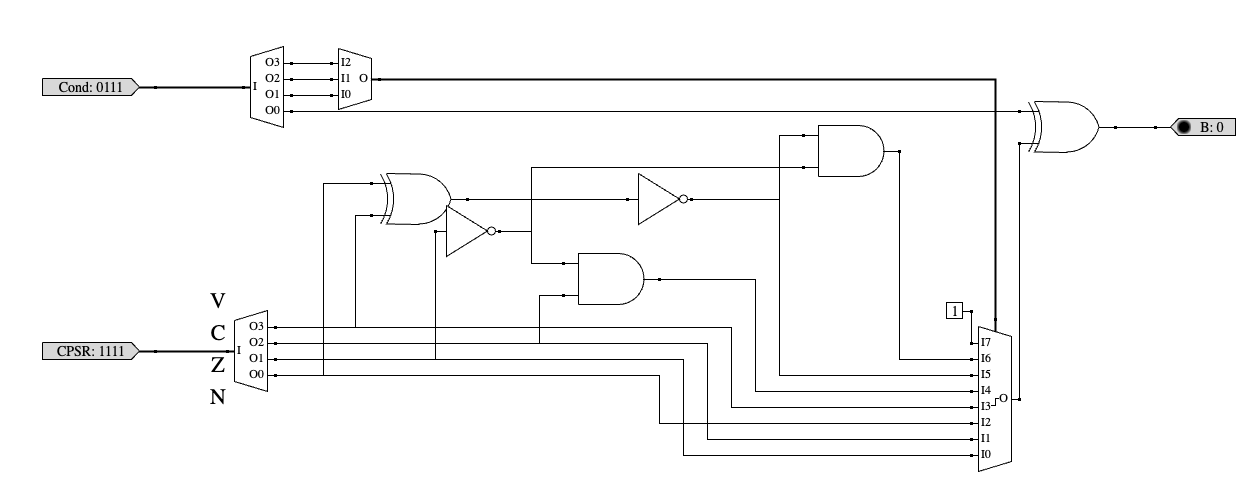 O3 I2
Cond: 0111 I O2 I1 O
O1 I0
O0
B: 0
V
1
C O3
CPSR: 1111 I O2 I7
Z O1 I6
O0 I5
N I4
I3 O
I2
I1
I0